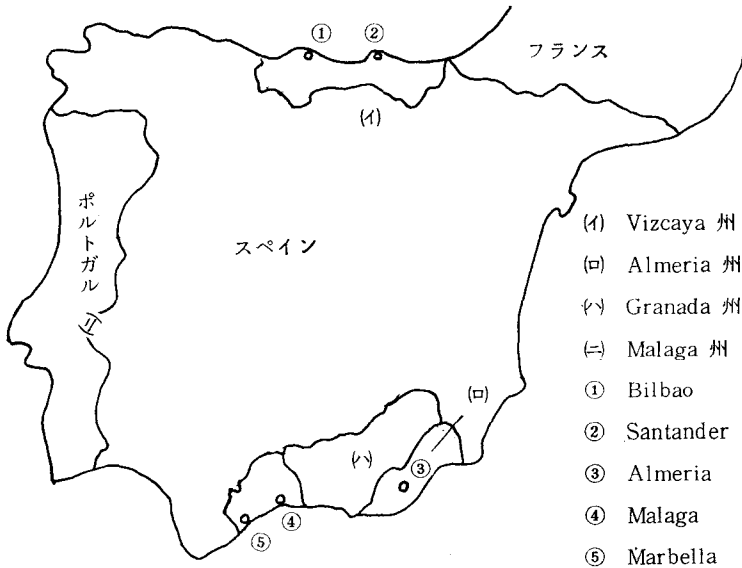 ① ②
フランス
(イ)
ポルトガル
スペイン
(イ) Vizcaya 州
(ロ) Almeria 州
(ハ) Granada 州
(ニ) Malaga 州
① Bilbao
② Santander
③ Almeria
④ Malaga
⑤ Marbella
(ロ)
(ハ)
③
④
⑤